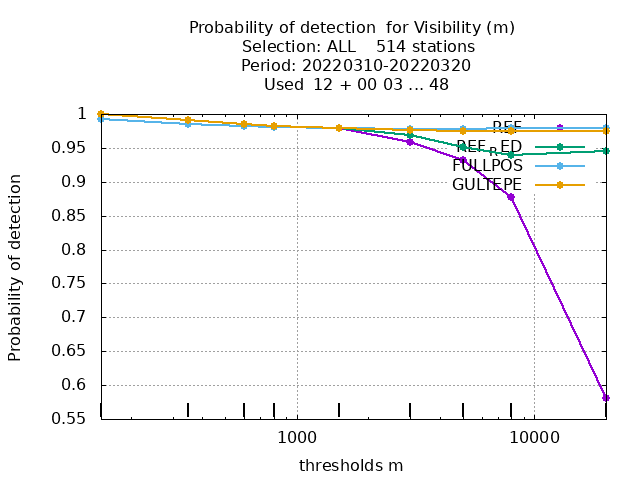 Probability of detection  for Visibility (m)
Selection: ALL    514 stations
Period: 20220310-20220320
Used  12 + 00 03 ... 48
1
0.95
0.9
0.85
0.8
0.75
0.7
0.65
0.6
0.55
Probability of detection
REF
REF_RED
FULLPOS
GULTEPE
1000
10000
thresholds m